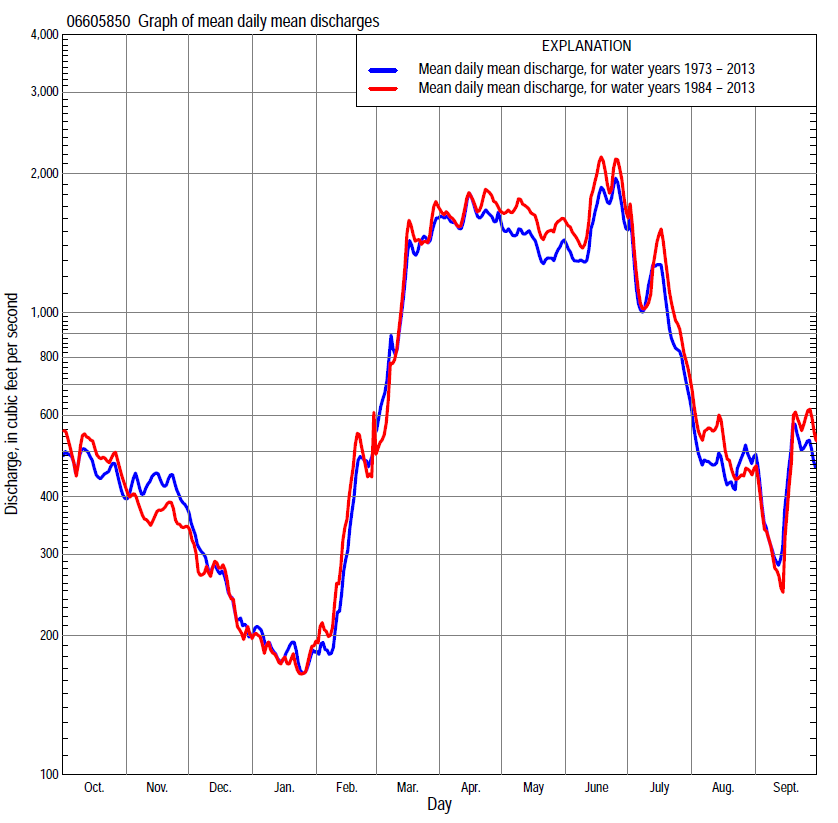 06605850 Graph of mean daily mean discharges
EXPLANATION
Mean daily mean discharge, for water years 1973 – 2013
Mean daily mean discharge, for water years 1984 – 2013
Discharge, in cubic feet per second
4,000
3,000
2,000
1,000
800
600
400
300
200
100
Oct. Nov. Dec. Jan. Feb. Mar. Apr. May June July Aug. Sept.
Day